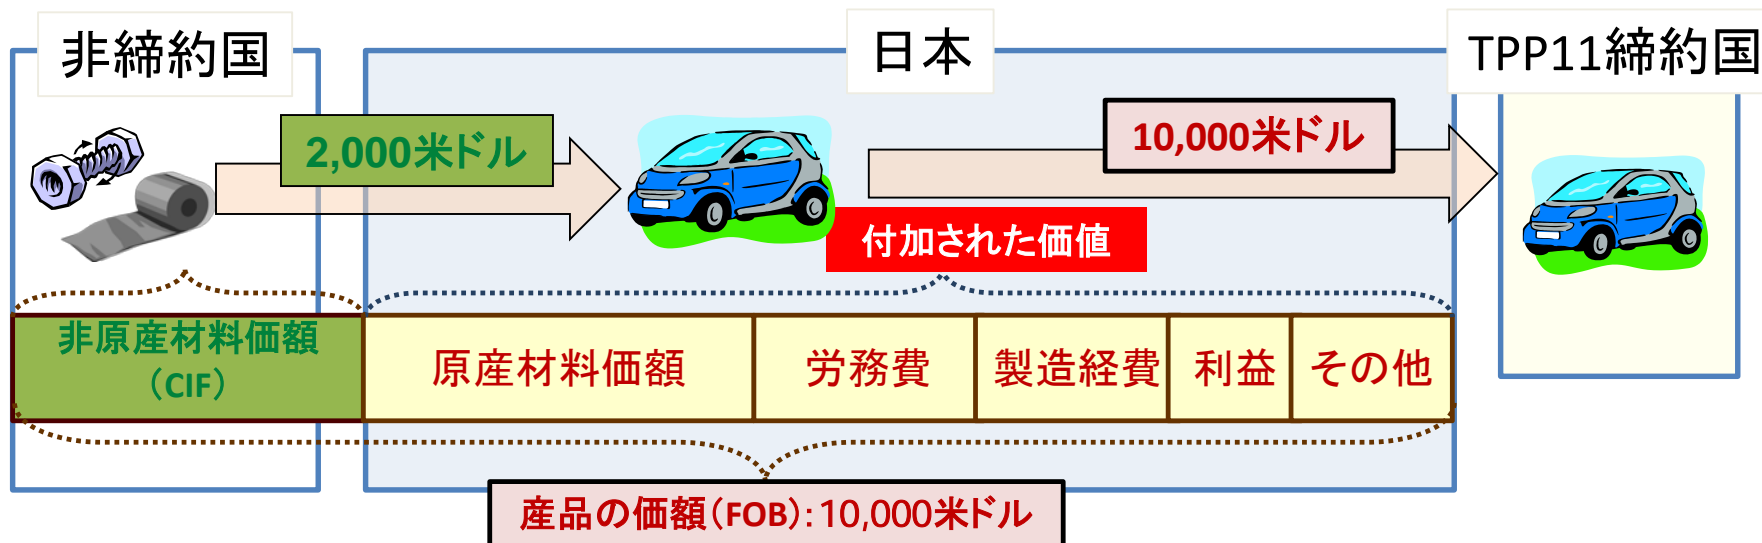 非締約国
日本
TPP11締約国
2,000米ドル
10,000米ドル
付加された価値
非原産材料価額
（CIF）
原産材料価額
労務費
製造経費
利益
その他
産品の価額（FOB）：10,000米ドル